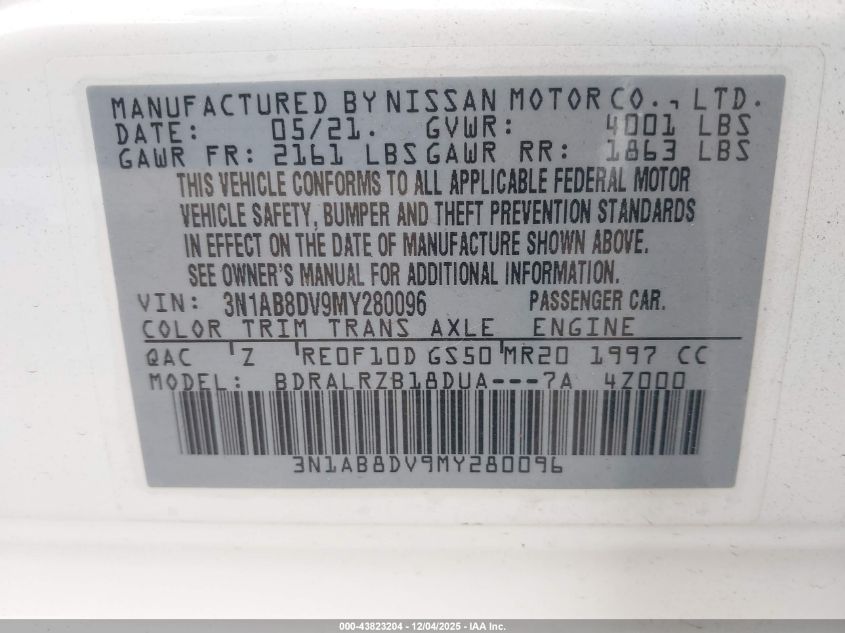 MANUFACTURED BY NISSAN MOTOR CO., LTD.
DATE: 05/21. GVWR: 4001 LBS
GAWR FR: 2161 LBS GAWR RR: 1863 LBS
THIS VEHICLE CONFORMS TO ALL APPLICABLE FEDERAL MOTOR
VEHICLE SAFETY, BUMPER AND THEFT PREVENTION STANDARDS
IN EFFECT ON THE DATE OF MANUFACTURE SHOWN ABOVE.
SEE OWNER'S MANUAL FOR ADDITIONAL INFORMATION.
VIN: 3N1AB8DV9MY280096 PASSENGER CAR.
COLOR TRIM TRANS AXLE ENGINE
QAC Z RE0F10D GS50 MR20 1997 CC
MODEL: BDRALRZB18DUA---7A 4Z000
3N1AB8DV9MY280096
000-43823204 - 12/04/2025 - IAA Inc.